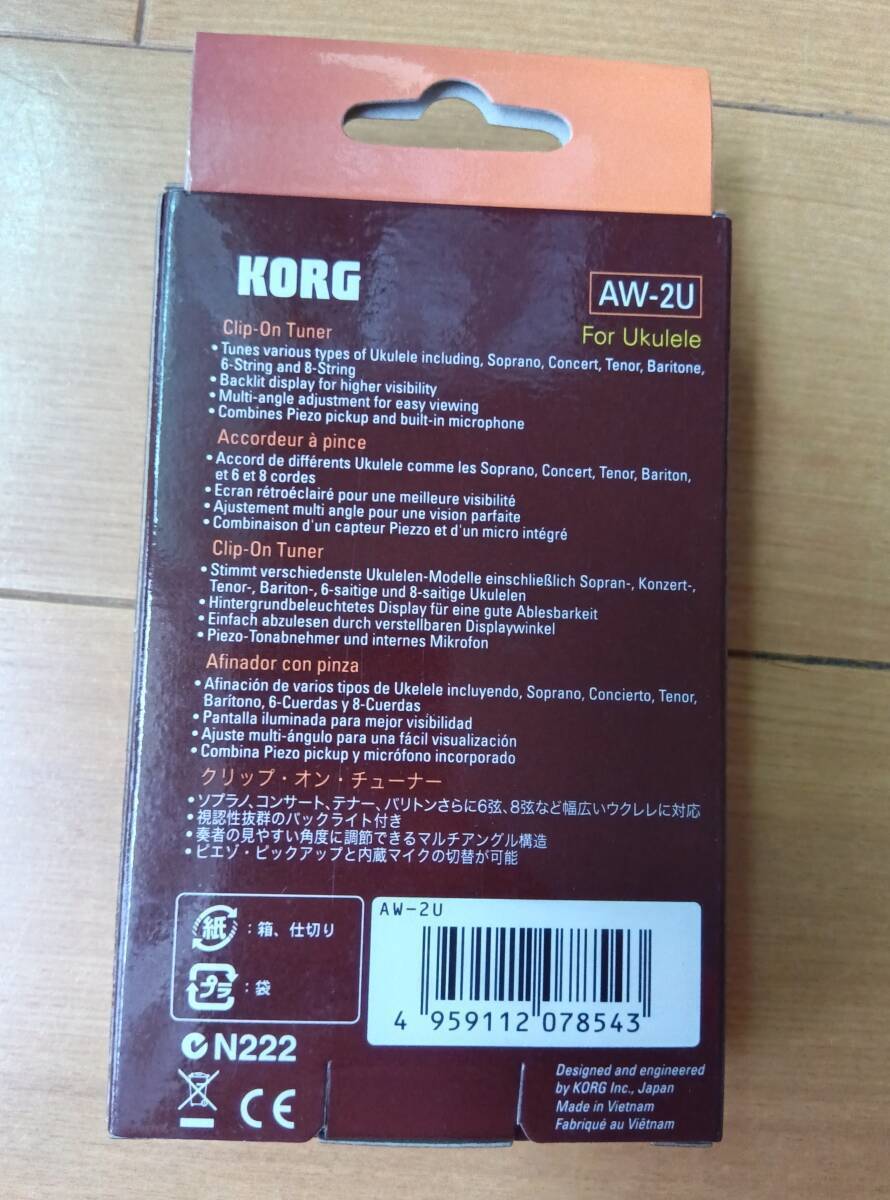 KORG
AW-2U
For Ukulele
Clip-On Tuner
• Tunes various types of Ukulele including, Soprano, Concert, Tenor, Baritone,
6-String and 8-String
• Backlit display for higher visibility
• Multi-angle adjustment for easy viewing
• Combines Piezo pickup and built-in microphone
Accordeur à pince
• Accord de différents Ukulele comme les Soprano, Concert, Tenor, Bariton,
et 6 et 8 cordes
• Ecran rétroéclairé pour une meilleure visibilité
• Ajustement multi angle pour une vision parfaite
• Combinaison d'un capteur Piezzo et d'un micro intégré
Clip-On Tuner
• Stimmt verschiedenste Ukulelen-Modelle einschließlich Sopran-, Konzert-,
Tenor-, Bariton-, 6-saitige und 8-saitige Ukulelen
• Hintergrundbeleuchtetes Display für eine gute Ablesbarkeit
• Einfach abzulesen durch verstellbaren Displaywinkel
• Piezo-Tonabnehmer und internes Mikrofon
Afinador con pinza
• Afinación de varios tipos de Ukelele incluyendo, Soprano, Concierto, Tenor,
Barítono, 6-Cuerdas y 8-Cuerdas
• Pantalla iluminada para mejor visibilidad
• Ajuste multi-ángulo para una fácil visualización
• Combina Piezo pickup y micrófono incorporado
クリップ・オン・チューナー
• ソプラノ、コンサート、テナー、バリトンさらに6弦、8弦など幅広いウクレレに対応
• 視認性抜群のバックライト付き
• 奏者の見やすい角度に調節できるマルチアングル構造
• ピエゾ・ピックアップと内蔵マイクの切替が可能
紙 : 箱、仕切り
プラ : 袋
N222
CE
AW-2U
4 959112 078543
Designed and engineered
by KORG Inc., Japan
Made in Vietnam
Fabriqué au Viêtnam